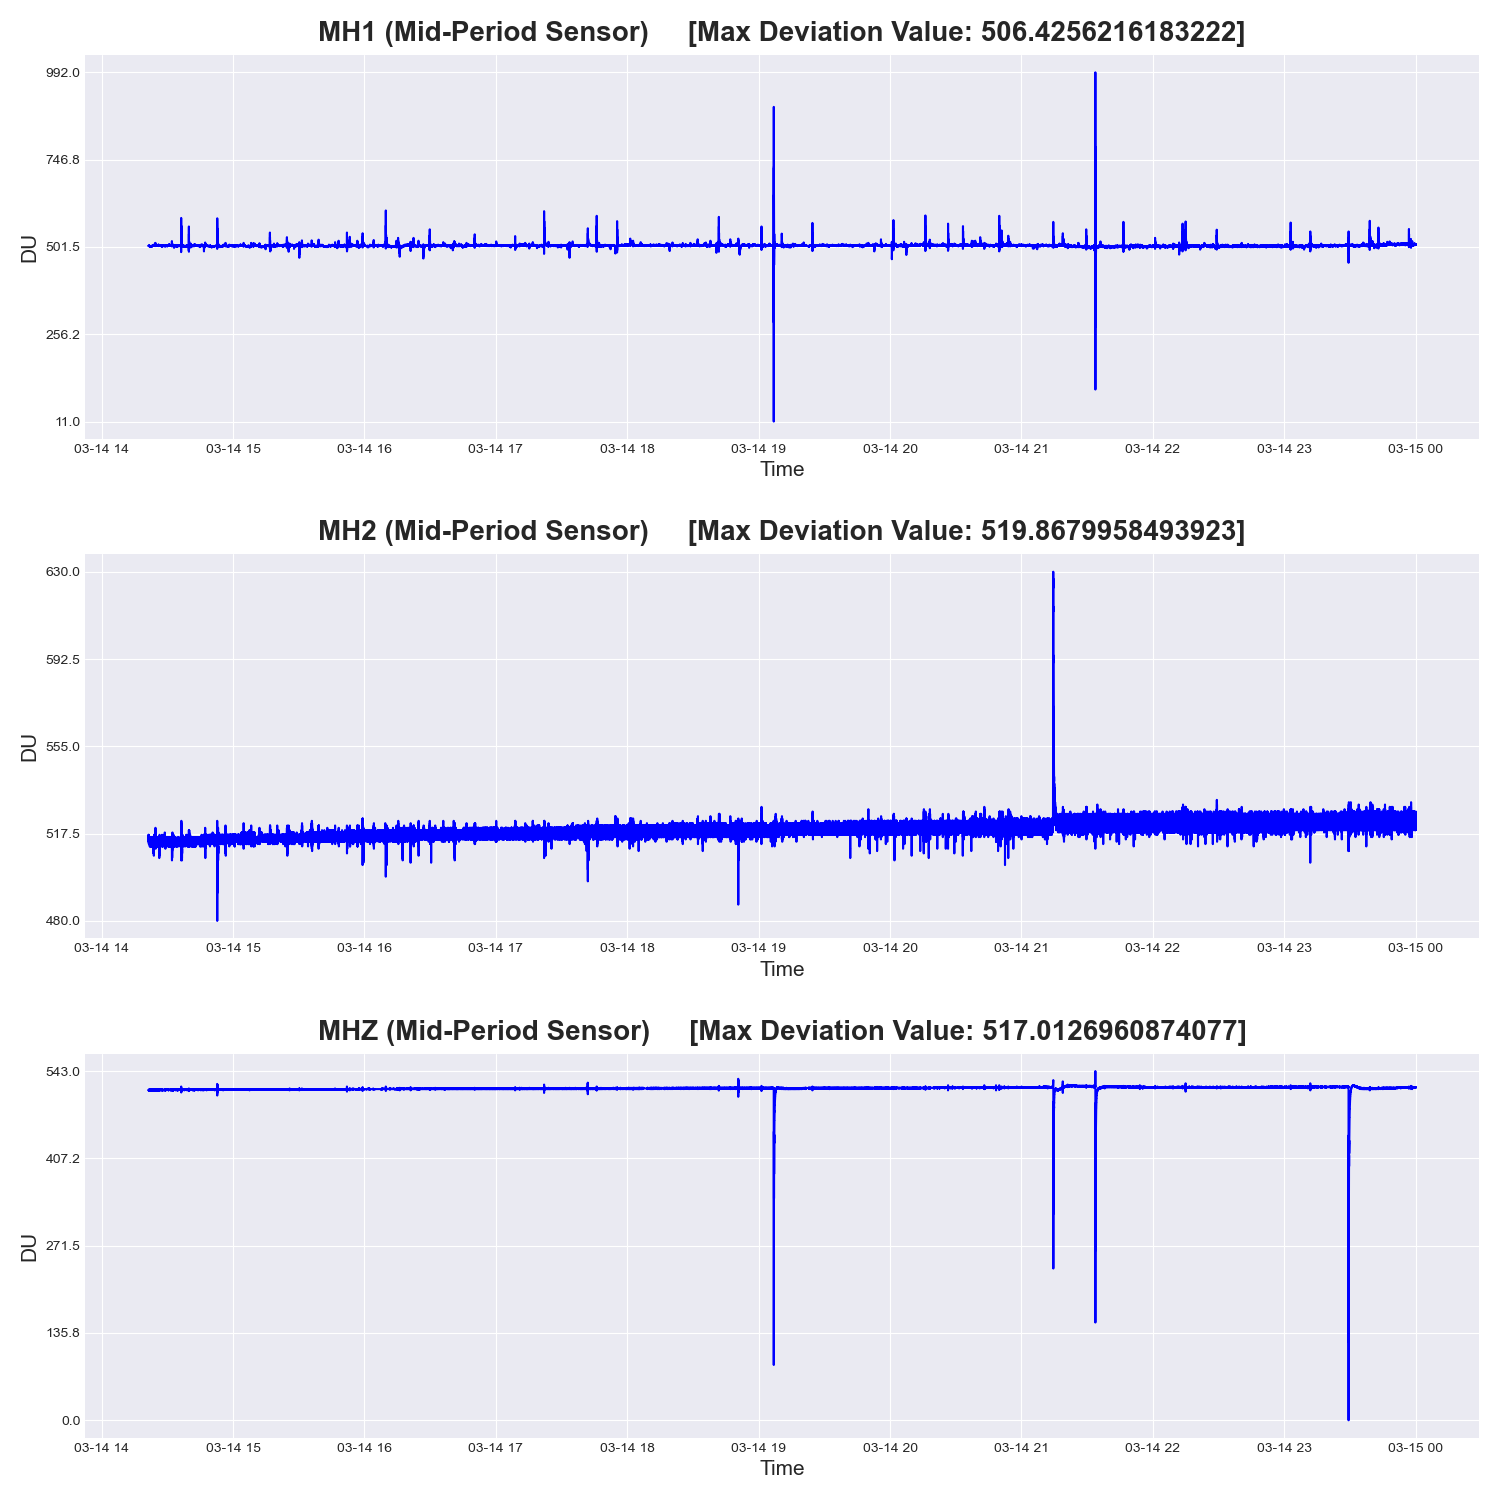 MH1 (Mid-Period Sensor) [Max Deviation Value: 506.4256216183222]
992.0
746.8
501.5
256.2
11.0
DU
03-14 14 03-14 15 03-14 16 03-14 17 03-14 18 03-14 19 03-14 20 03-14 21 03-14 22 03-14 23 03-15 00
Time
MH2 (Mid-Period Sensor) [Max Deviation Value: 519.8679958493923]
630.0
592.5
555.0
517.5
480.0
DU
03-14 14 03-14 15 03-14 16 03-14 17 03-14 18 03-14 19 03-14 20 03-14 21 03-14 22 03-14 23 03-15 00
Time
MHZ (Mid-Period Sensor) [Max Deviation Value: 517.0126960874077]
543.0
407.2
271.5
135.8
0.0
DU
03-14 14 03-14 15 03-14 16 03-14 17 03-14 18 03-14 19 03-14 20 03-14 21 03-14 22 03-14 23 03-15 00
Time